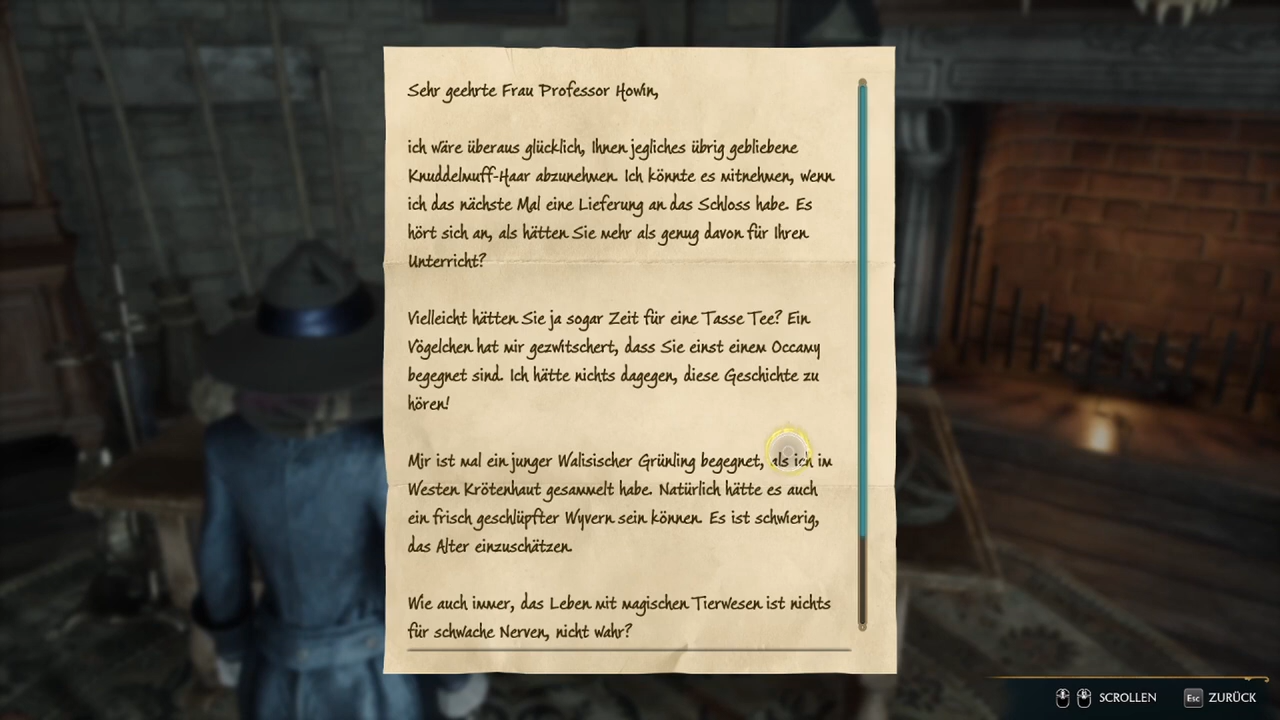 Sehr geehrte Frau Professor Howin,
ich wäre überaus glücklich, Ihnen jegliches übrig gebliebene
Knuddelmuff-Haar abzunehmen. Ich könnte es mitnehmen, wenn
ich das nächste Mal eine Lieferung an das Schloss habe. Es
hört sich an, als hätten Sie mehr als genug davon für Ihren
Unterricht?
Vielleicht hätten Sie ja sogar Zeit für eine Tasse Tee? Ein
Vögelchen hat mir gezwitschert, dass Sie einst einem Occamy
begegnet sind. Ich hätte nichts dagegen, diese Geschichte zu
hören!
Mir ist mal ein junger Walisischer Grünling begegnet, als ich im
Westen Krötenhaut gesammelt habe. Natürlich hätte es auch
ein frisch geschlüpfter Wyvern sein können. Es ist schwierig,
das Alter einzuschätzen.
Wie auch immer, das Leben mit magischen Tierwesen ist nichts
für schwache Nerven, nicht wahr?
SCROLLEN
Esc ZURÜCK